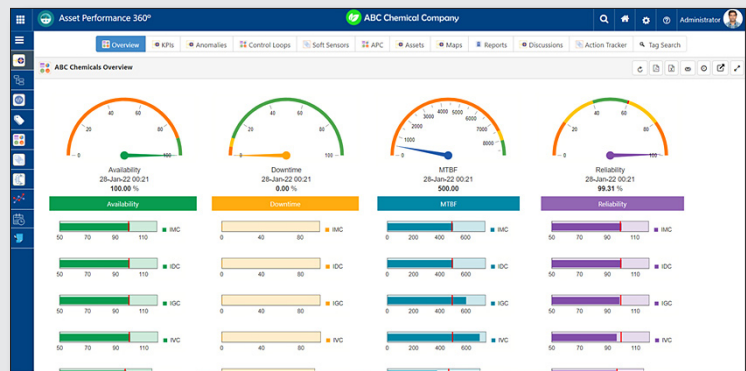 Asset Performance 360°
ABC Chemical Company
Administrator
Overview
KPIs
Anomalies
Control Loops
Soft Sensors
APC
Assets
Maps
Reports
Discussions
Action Tracker
Tag Search
ABC Chemicals Overview
0 20 40 60 80 100
Availability
28-Jan-22 00:21
100.00 %
0 20 40 60 80 100
Downtime
28-Jan-22 00:21
0.00 %
0 1000 2000 3000 4000 5000 6000 7000 8000
MTBF
28-Jan-22 00:21
500.00
0 20 40 60 80 100
Reliability
28-Jan-22 00:21
99.31 %
Availability
Downtime
MTBF
Reliability
IMC
50 70 90 110
IMC
0 40 80
IMC
0 200 400 600
IMC
50 70 90 110
IDC
50 70 90 110
IDC
0 40 80
IDC
0 200 400 600
IDC
50 70 90 110
IGC
50 70 90 110
IGC
0 40 80
IGC
0 200 400 600
IGC
50 70 90 110
IVC
50 70 90 110
IVC
0 40 80
IVC
0 200 400 600
IVC
50 70 90 110